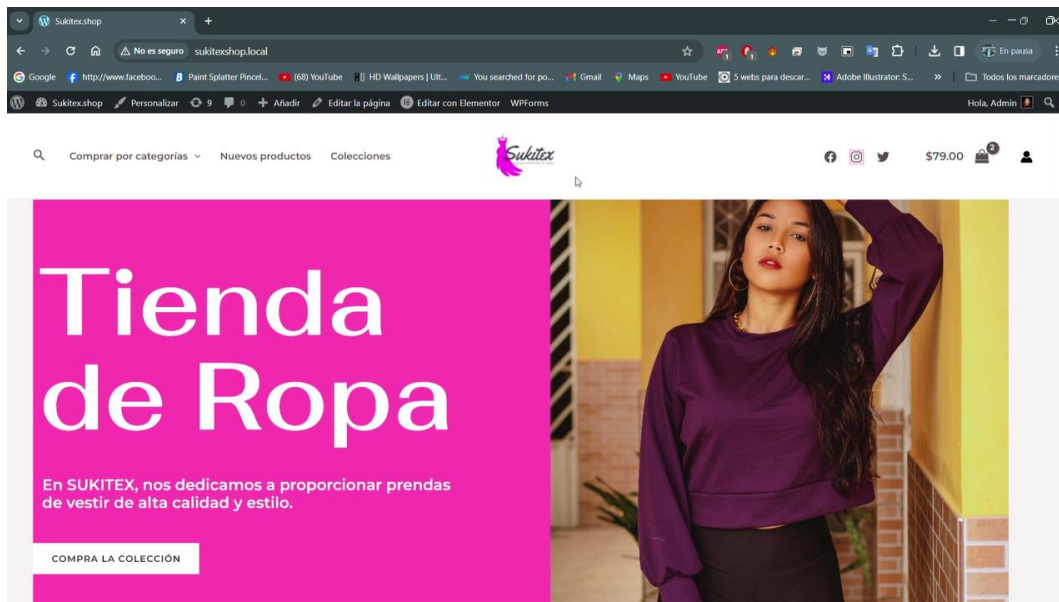 Sukitex.shop
No es seguro sukitexshop.local En pausa
Google http://www.faceboo... Paint Splatter Pincel... (68) YouTube HD Wallpapers | Ult... You searched for po... Gmail Maps YouTube 5 webs para descar... Adobe Illustrator: S... » Todos los marcadore
Sukitex.shop Personalizar 9 0 + Añadir Editar la página Editar con Elementor WPForms Hola, Admin
Comprar por categorías Nuevos productos Colecciones Sukitex $79.00 2
Tienda
de Ropa
En SUKITEX, nos dedicamos a proporcionar prendas
de vestir de alta calidad y estilo.
COMPRA LA COLECCIÓN